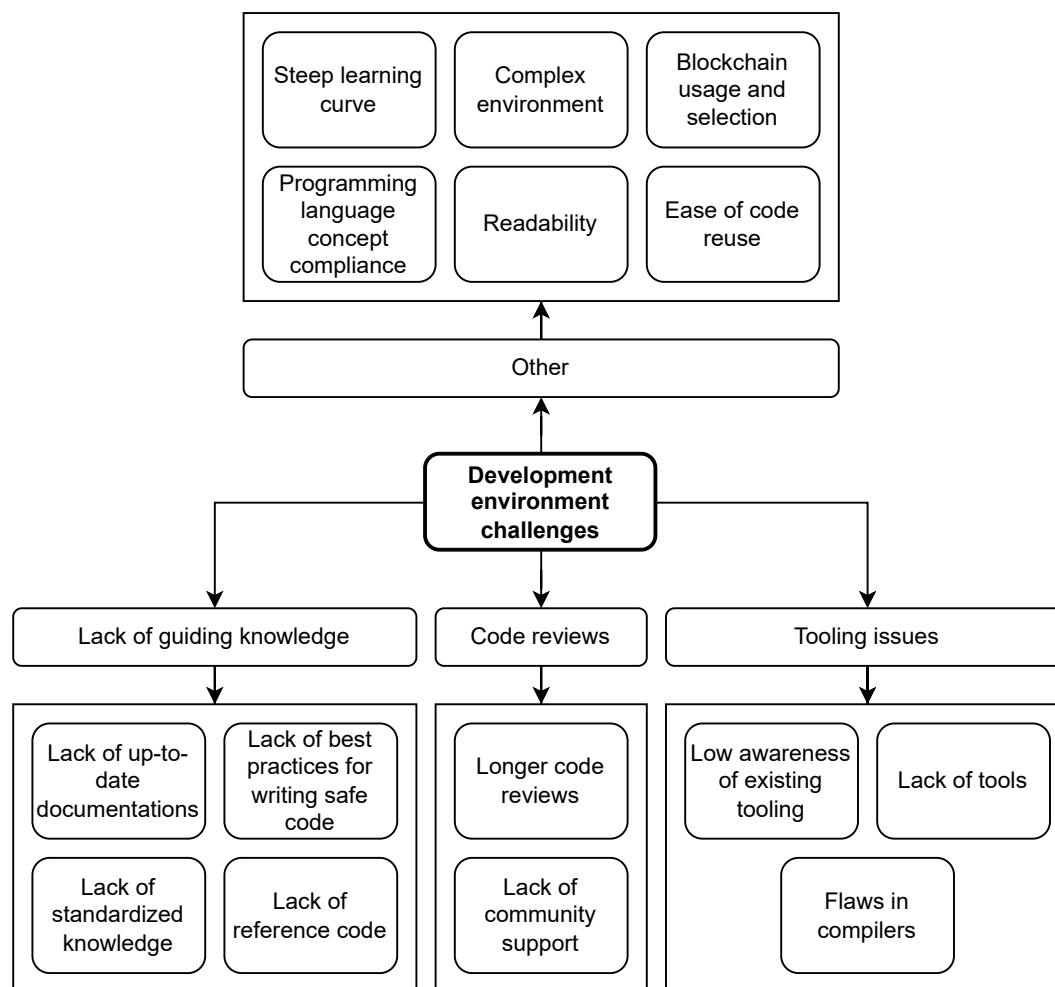 Steep learning
curve
Complex
environment
Blockchain
usage and
selection
Programming
language
concept
compliance
Readability
Ease of code
reuse
Other
Development
environment
challenges
Lack of guiding knowledge
Code reviews
Tooling issues
Lack of up-to-
date
documentations
Lack of best
practices for
writing safe
code
Longer code
reviews
Low awareness
of existing
tooling
Lack of tools
Lack of
standardized
knowledge
Lack of
reference code
Lack of
community
support
Flaws in
compilers